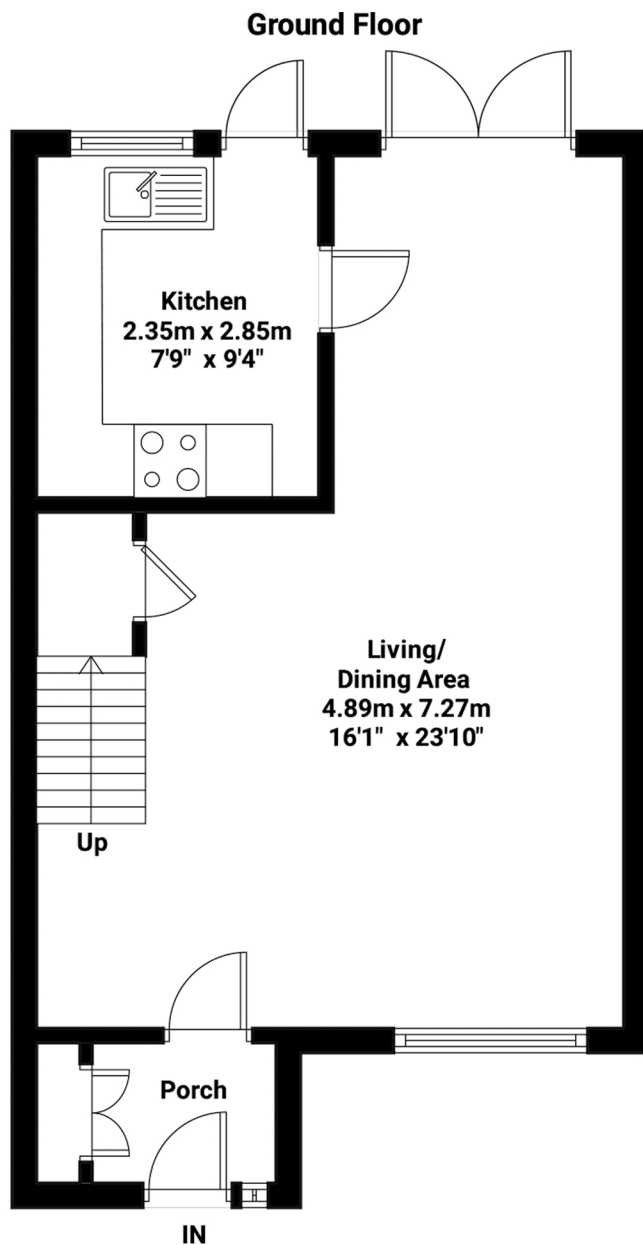 Ground Floor
Kitchen
2.35m x 2.85m
7'9"  x 9'4"
Living/
Dining Area
4.89m x 7.27m
16'1"  x 23'10"
Up
Porch
IN